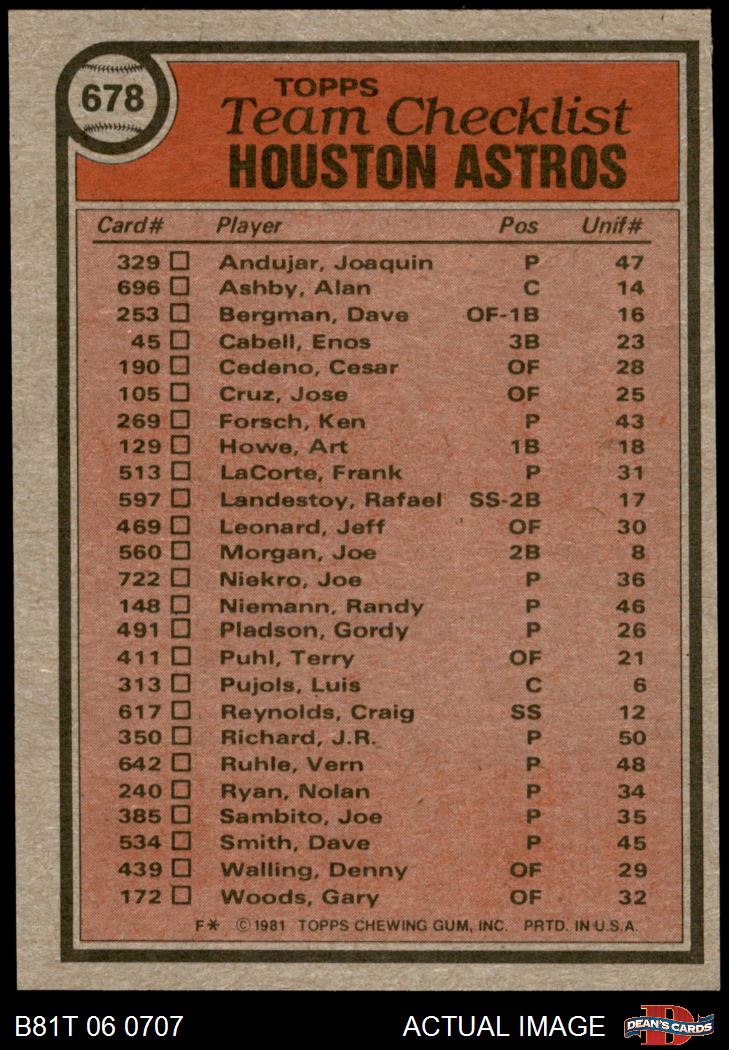 678
TOPPS
Team Checklist
HOUSTON ASTROS
Card# Player Pos Unif#
329 Andujar, Joaquin P 47
696 Ashby, Alan C 14
253 Bergman, Dave OF-1B 16
45 Cabell, Enos 3B 23
190 Cedeno, Cesar OF 28
105 Cruz, Jose OF 25
269 Forsch, Ken P 43
129 Howe, Art 1B 18
513 LaCorte, Frank P 31
597 Landestoy, Rafael SS-2B 17
469 Leonard, Jeff OF 30
560 Morgan, Joe 2B 8
722 Niekro, Joe P 36
148 Niemann, Randy P 46
491 Pladson, Gordy P 26
411 Puhl, Terry OF 21
313 Pujols, Luis C 6
617 Reynolds, Craig SS 12
350 Richard, J.R. P 50
642 Ruhle, Vern P 48
240 Ryan, Nolan P 34
385 Sambito, Joe P 35
534 Smith, Dave P 45
439 Walling, Denny OF 29
172 Woods, Gary OF 32
F* © 1981 TOPPS CHEWING GUM, INC. PRTD. IN U.S.A.
B81T 06 0707 ACTUAL IMAGE D DEAN'S CARDS